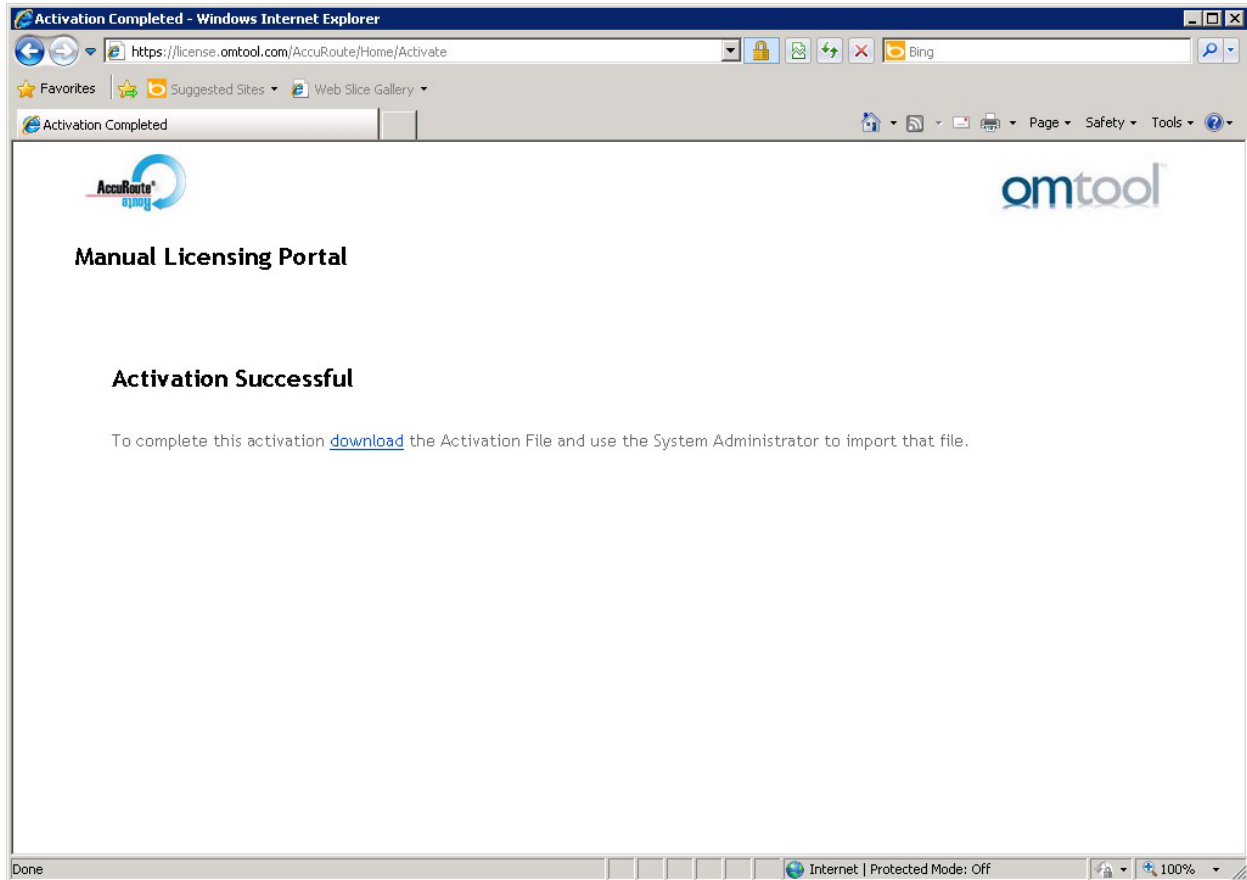 Activation Completed - Windows Internet Explorer
https://license.omtool.com/AccuRoute/Home/Activate
Bing
Favorites
Suggested Sites
Web Slice Gallery
Activation Completed
Page
Safety
Tools
AccuRoute®
Route
omtool™
Manual Licensing Portal
Activation Successful
To complete this activation download the Activation File and use the System Administrator to import that file.
Done
Internet | Protected Mode: Off
100%